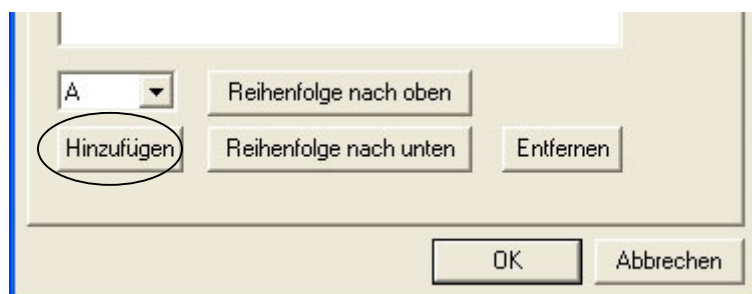 A
Reihenfolge nach oben
Hinzufügen
Reihenfolge nach unten
Entfernen
OK
Abbrechen